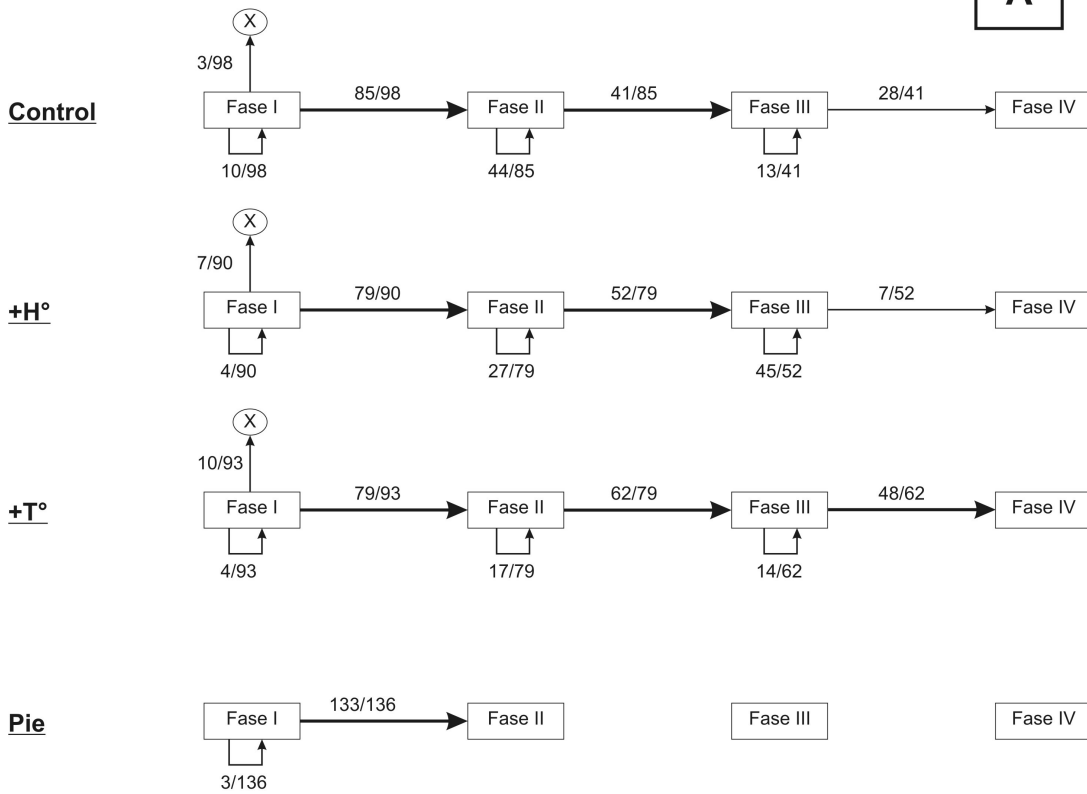 A
X
3/98
Control
Fase I
85/98
Fase II
41/85
Fase III
28/41
Fase IV
10/98
44/85
13/41
X
7/90
+H°
Fase I
79/90
Fase II
52/79
Fase III
7/52
Fase IV
4/90
27/79
45/52
X
10/93
+T°
Fase I
79/93
Fase II
62/79
Fase III
48/62
Fase IV
4/93
17/79
14/62
Pie
Fase I
133/136
Fase II
Fase III
Fase IV
3/136